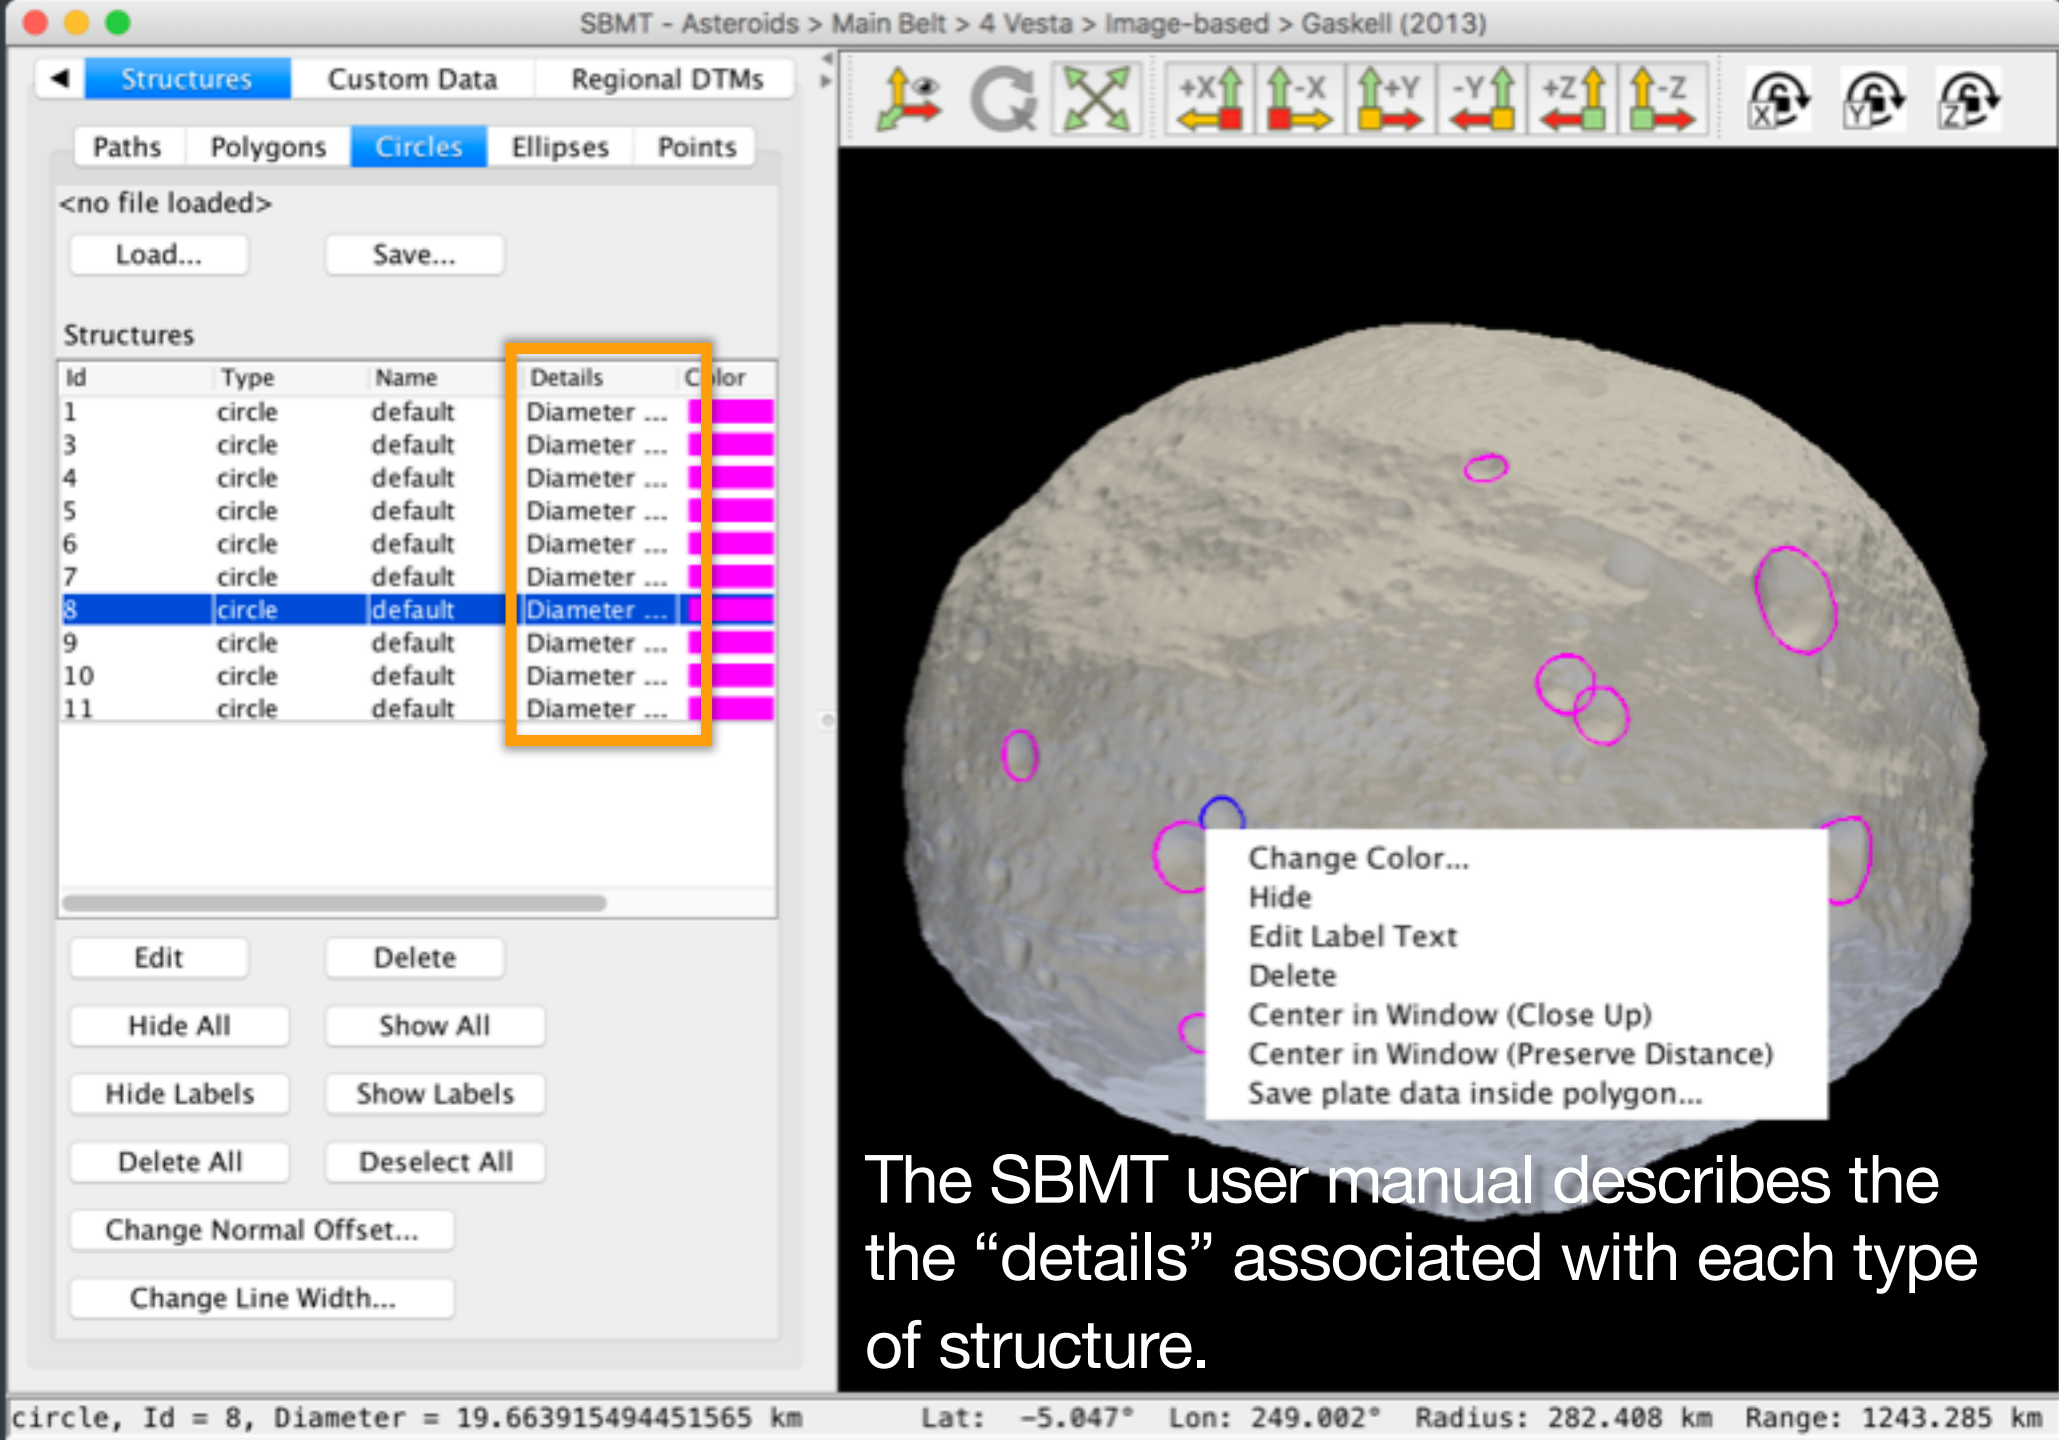 SBMT - Asteroids > Main Belt > 4 Vesta > Image-based > Gaskell (2013)
Structures Custom Data Regional DTMs
Paths Polygons Circles Ellipses Points
<no file loaded>
Load... Save...
Structures
Id Type Name Details Color
1 circle default Diameter ...
3 circle default Diameter ...
4 circle default Diameter ...
5 circle default Diameter ...
6 circle default Diameter ...
7 circle default Diameter ...
8 circle default Diameter ...
9 circle default Diameter ...
10 circle default Diameter ...
11 circle default Diameter ...
Edit Delete
Hide All Show All
Hide Labels Show Labels
Delete All Deselect All
Change Normal Offset...
Change Line Width...
+X -X +Y -Y +Z -Z X Y Z
Change Color...
Hide
Edit Label Text
Delete
Center in Window (Close Up)
Center in Window (Preserve Distance)
Save plate data inside polygon...
The SBMT user manual describes the
the “details” associated with each type
of structure.
circle, Id = 8, Diameter = 19.663915494451565 km Lat: -5.047° Lon: 249.002° Radius: 282.408 km Range: 1243.285 km